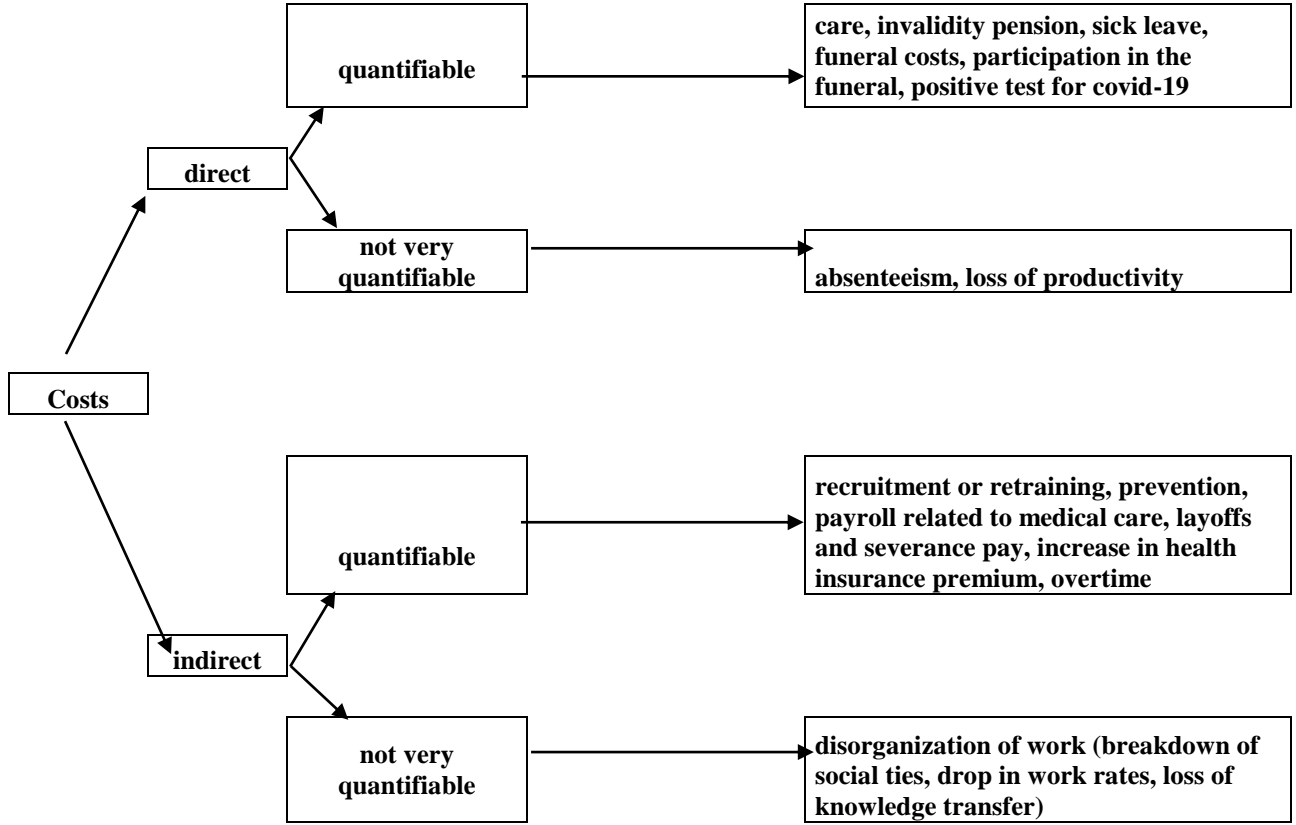 care, invalidity pension, sick leave,
funeral costs, participation in the
funeral, positive test for covid-19
quantifiable
direct
not very
quantifiable
absenteeism, loss of productivity
Costs
recruitment or retraining, prevention,
payroll related to medical care, layoffs
and severance pay, increase in health
insurance premium, overtime
quantifiable
indirect
not very
quantifiable
disorganization of work (breakdown of
social ties, drop in work rates, loss of
knowledge transfer)